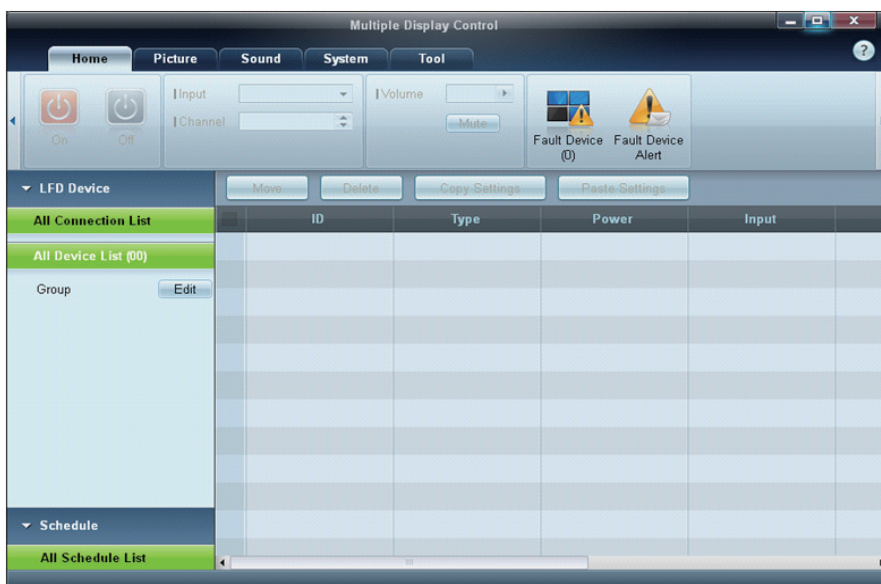 Multiple Display Control
Home Picture Sound System Tool
Input
Volume
Channel
Mute
On Off
Fault Device (0)
Fault Device Alert
LFD Device
Move Delete Copy Settings Paste Settings
All Connection List
ID Type Power Input
All Device List (00)
Group Edit
Schedule
All Schedule List